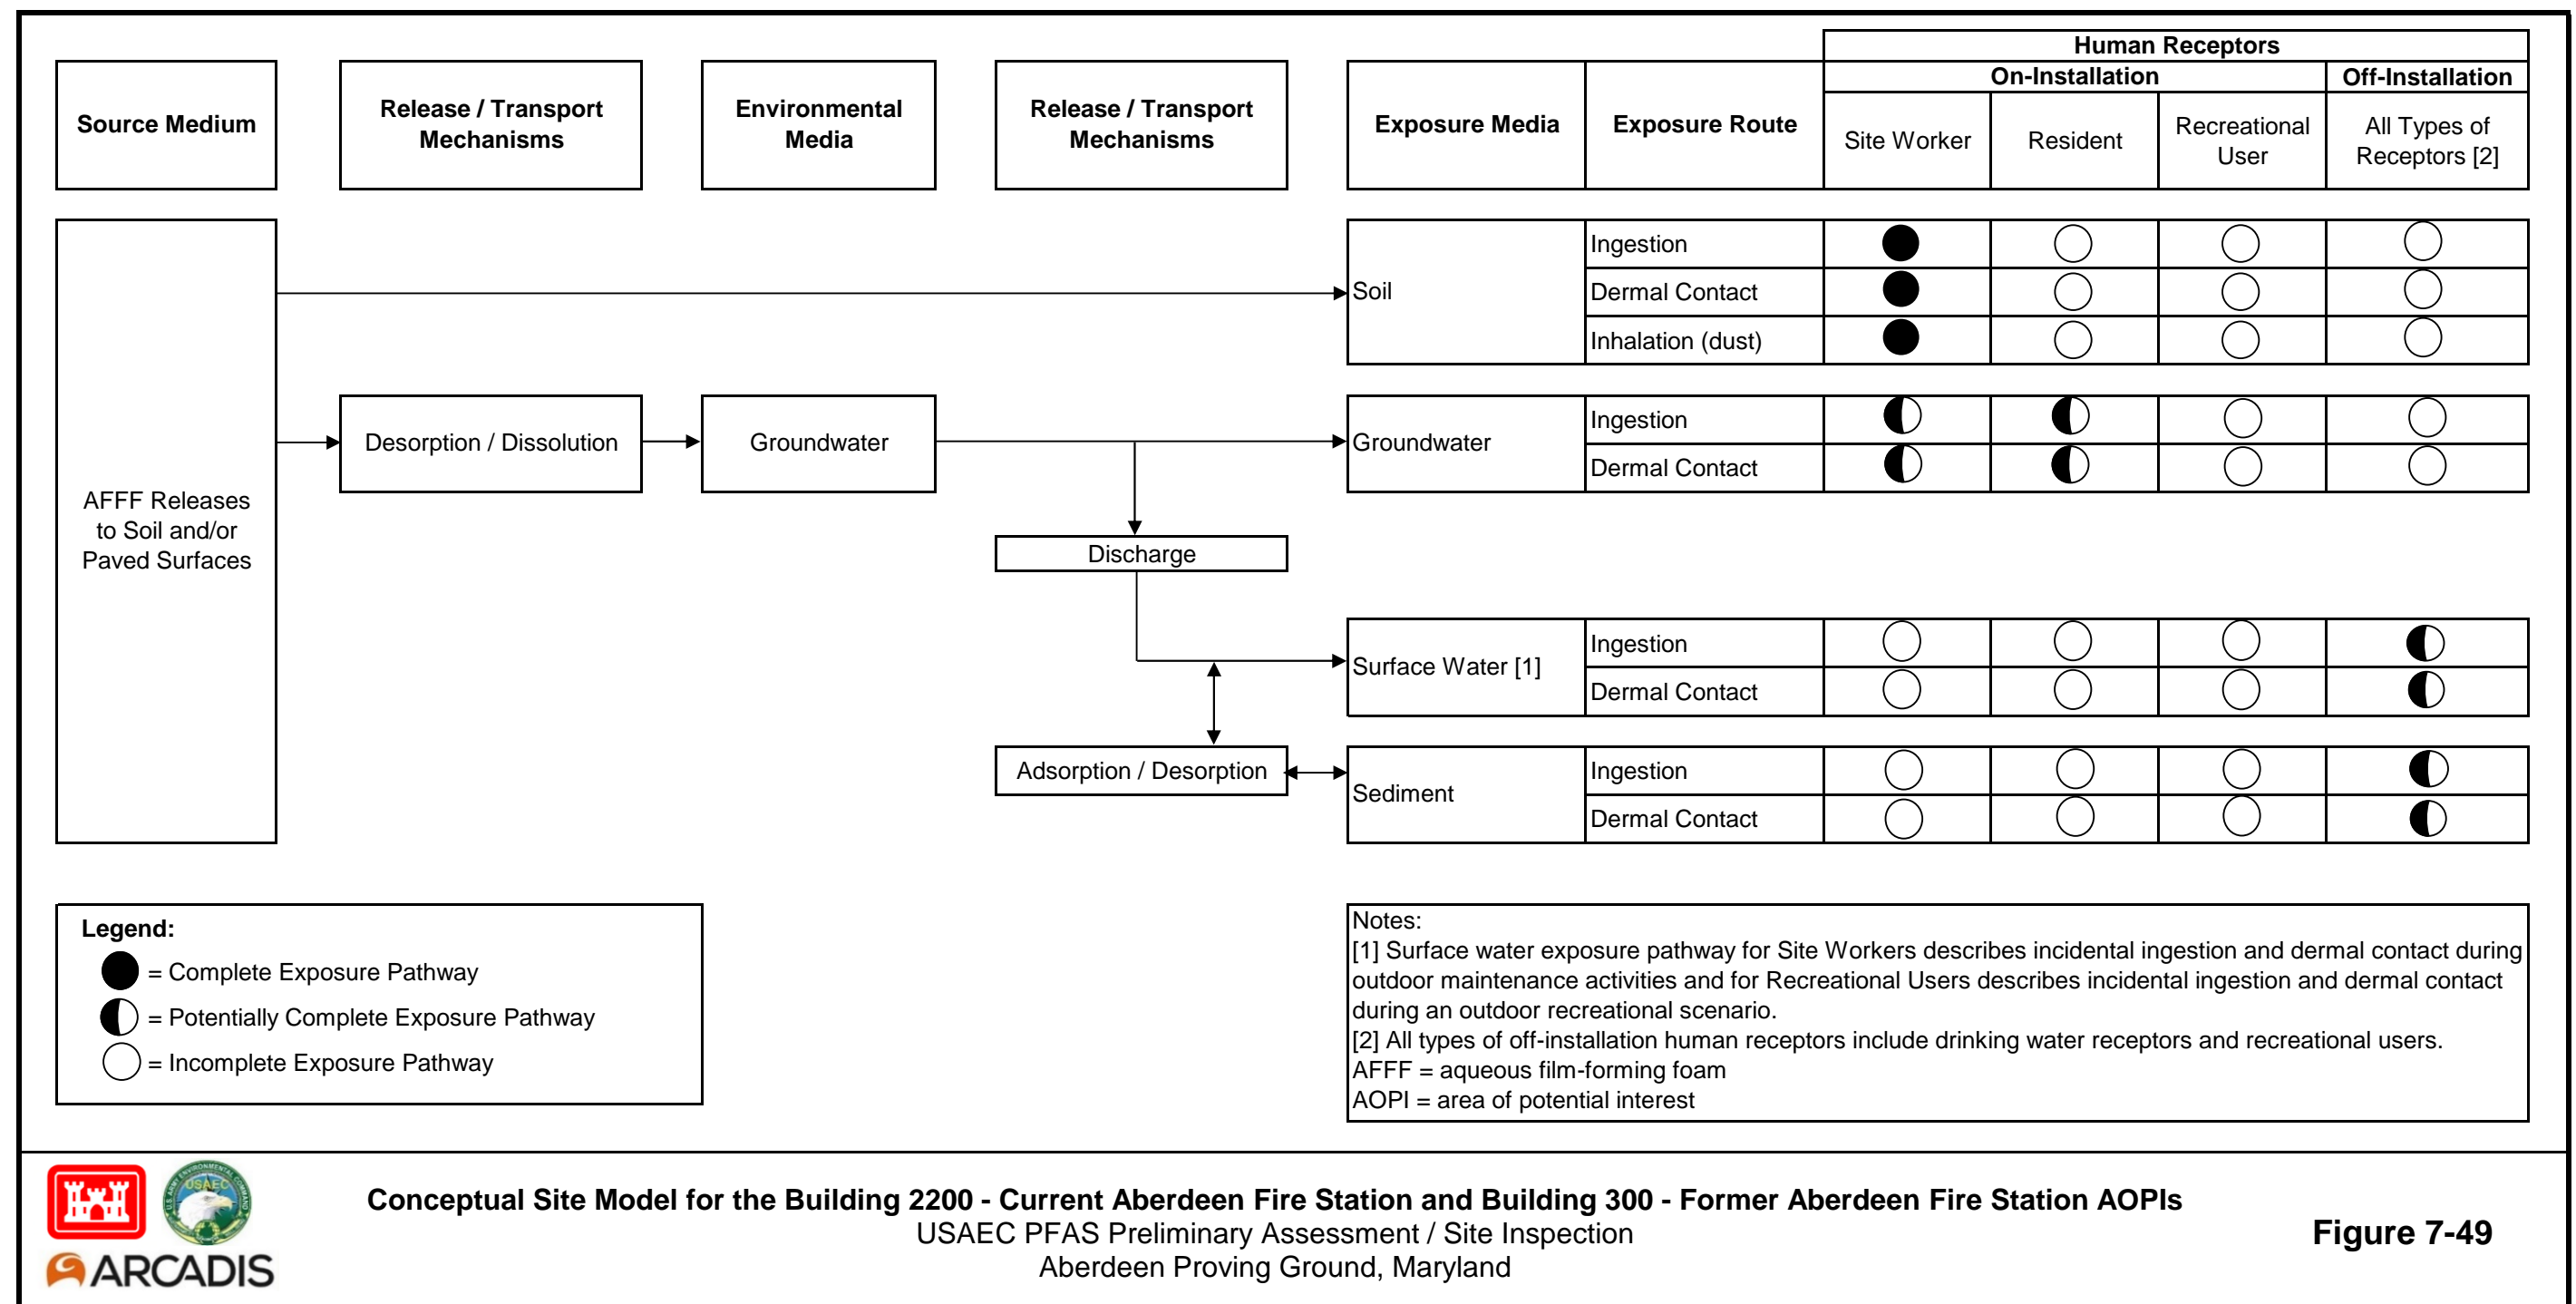 Human Receptors
On-Installation
Off-Installation
Source Medium
Release / Transport
Mechanisms
Environmental
Media
Release / Transport
Mechanisms
Exposure Media
Exposure Route
Site Worker
Resident
Recreational
User
All Types of
Receptors [2]
AFFF Releases
to Soil and/or
Paved Surfaces
Soil
Ingestion
Dermal Contact
Inhalation (dust)
Desorption / Dissolution
Groundwater
Groundwater
Ingestion
Dermal Contact
Discharge
Surface Water [1]
Ingestion
Dermal Contact
Adsorption / Desorption
Sediment
Ingestion
Dermal Contact
Legend:
= Complete Exposure Pathway
= Potentially Complete Exposure Pathway
= Incomplete Exposure Pathway
Notes:
[1] Surface water exposure pathway for Site Workers describes incidental ingestion and dermal contact during
outdoor maintenance activities and for Recreational Users describes incidental ingestion and dermal contact
during an outdoor recreational scenario.
[2] All types of off-installation human receptors include drinking water receptors and recreational users.
AFFF = aqueous film-forming foam
AOPI = area of potential interest
U.S. ARMY ENVIRONMENTAL COMMAND
USAEC
ARCADIS
Conceptual Site Model for the Building 2200 - Current Aberdeen Fire Station and Building 300 - Former Aberdeen Fire Station AOPIs
USAEC PFAS Preliminary Assessment / Site Inspection
Aberdeen Proving Ground, Maryland
Figure 7-49